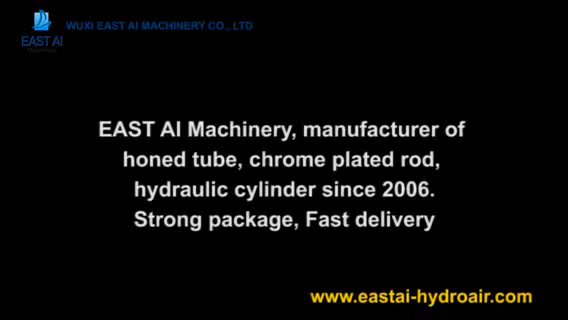 WUXI EAST AI MACHINERY CO., LTD
EAST AI
EAST AI Machinery, manufacturer of
honed tube, chrome plated rod,
hydraulic cylinder since 2006.
Strong package, Fast delivery
www.eastai-hydroair.com